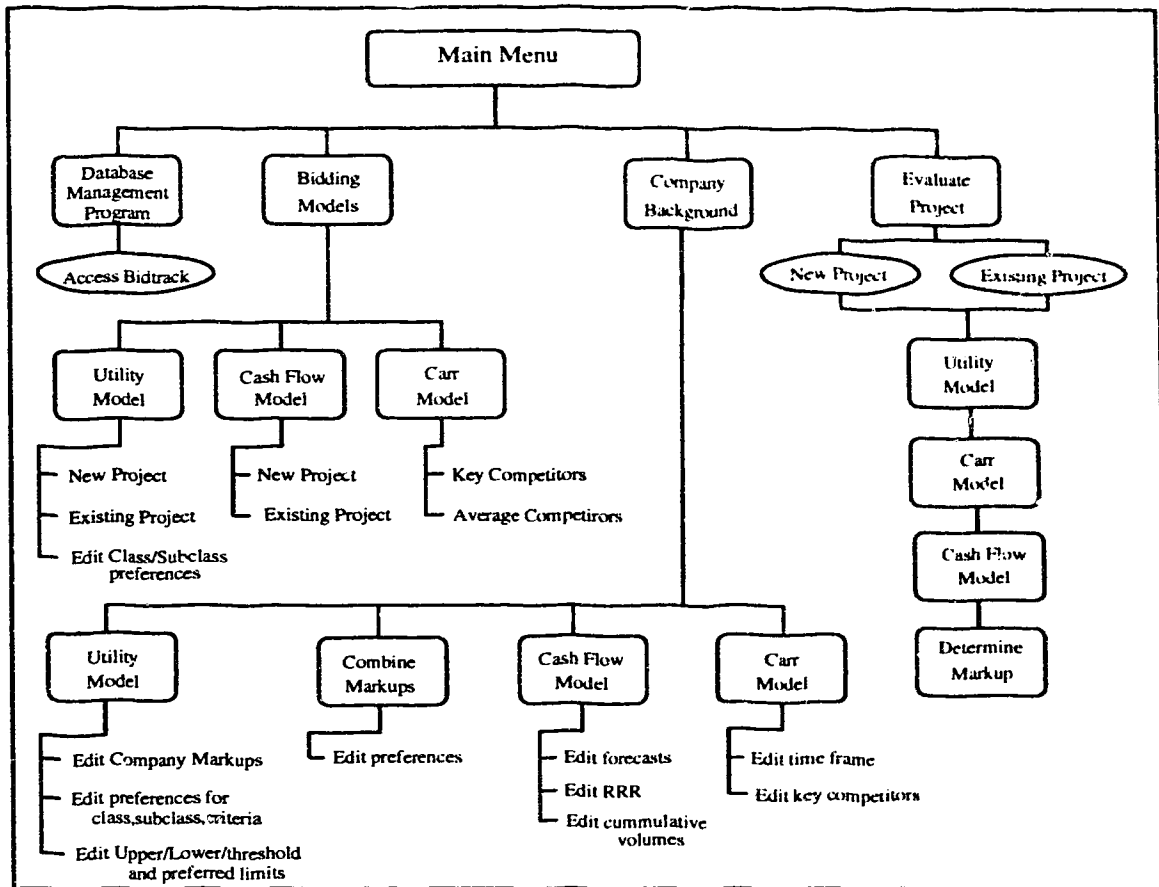 Main Menu
Database
Management
Program
Bidding
Models
Company
Background
Evaluate
Project
Access Bidtrack
New Project
Existing Project
Utility
Model
Cash Flow
Model
Carr
Model
New Project
Existing Project
Edit Class/Subclass
preferences
New Project
Existing Project
Key Competitors
Average Competirors
Utility
Model
Carr
Model
Cash Flow
Model
Determine
Markup
Utility
Model
Combine
Markups
Cash Flow
Model
Carr
Model
Edit Company Markups
Edit preferences for
class,subclass,criteria
Edit Upper/Lower/threshold
and preferred limits
Edit preferences
Edit forecasts
Edit RRR
Edit cummulative
volumes
Edit time frame
Edit key competitors